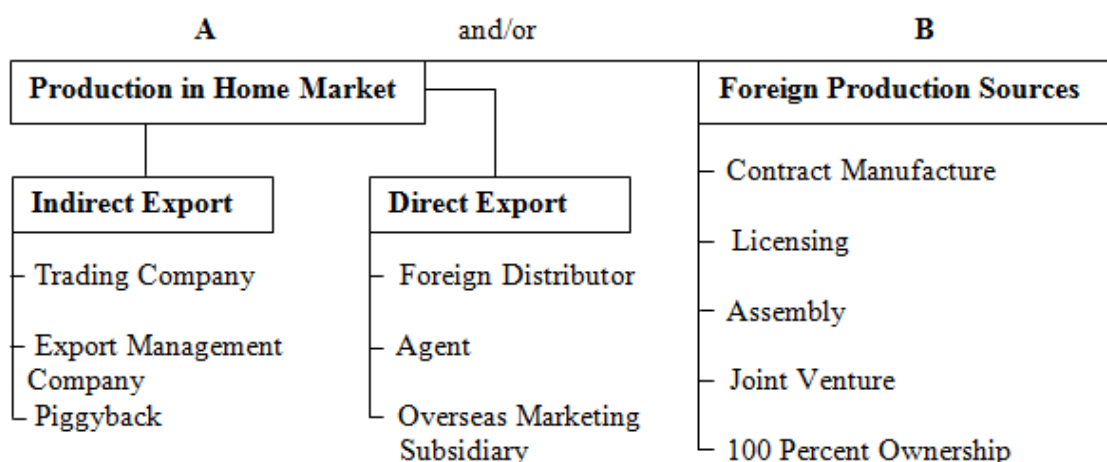 A and/or B
Production in Home Market
Foreign Production Sources
Indirect Export
Trading Company
Export Management
Company
Piggyback
Direct Export
Foreign Distributor
Agent
Overseas Marketing
Subsidiary
Contract Manufacture
Licensing
Assembly
Joint Venture
100 Percent Ownership